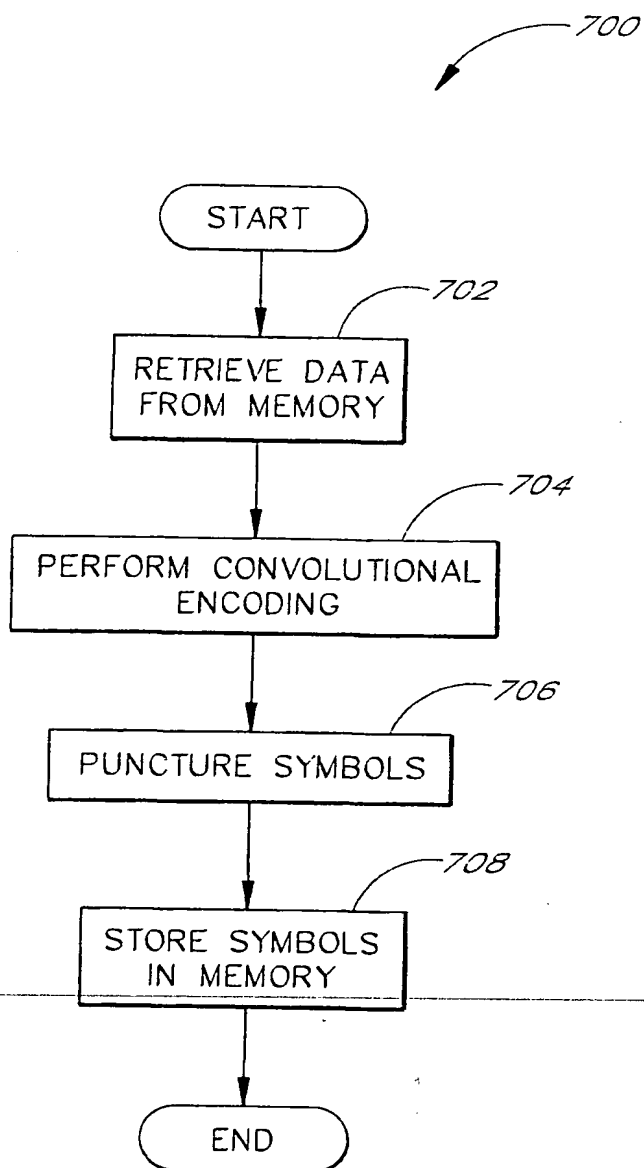 700
START
702
RETRIEVE DATA
FROM MEMORY
704
PERFORM CONVOLUTIONAL
ENCODING
706
PUNCTURE SYMBOLS
708
STORE SYMBOLS
IN MEMORY
END